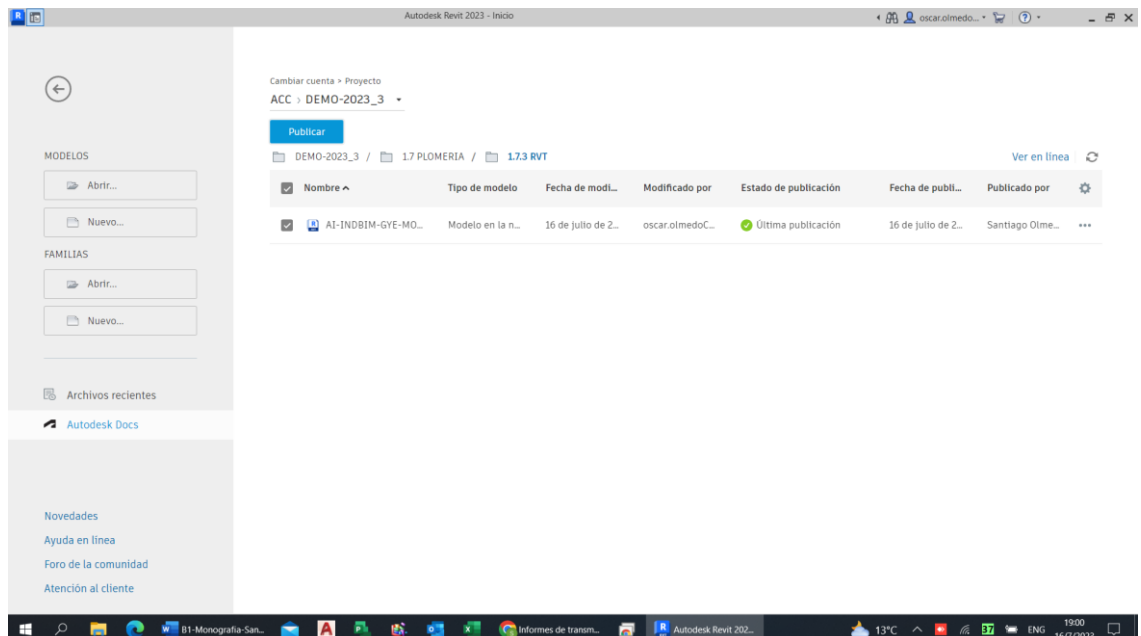 Autodesk Revit 2023 - Inicio
oscar.olmedo...
Cambiar cuenta > Proyecto
ACC > DEMO-2023_3
Publicar
DEMO-2023_3 / 1.7 PLOMERIA / 1.7.3 RVT
Ver en línea
MODELOS
Abrir...
Nuevo...
FAMILIAS
Abrir...
Nuevo...
Archivos recientes
Autodesk Docs
Novedades
Ayuda en línea
Foro de la comunidad
Atención al cliente
Nombre Tipo de modelo Fecha de modi... Modificado por Estado de publicación Fecha de publi... Publicado por
AI-INDBIM-GYE-MO... Modelo en la n... 16 de julio de 2... oscar.olmedoC... Última publicación 16 de julio de 2... Santiago Olme...
B1-Monografia-San... Informes de transm... Autodesk Revit 202... 13°C 37 ENG 19:00
16/7/2023